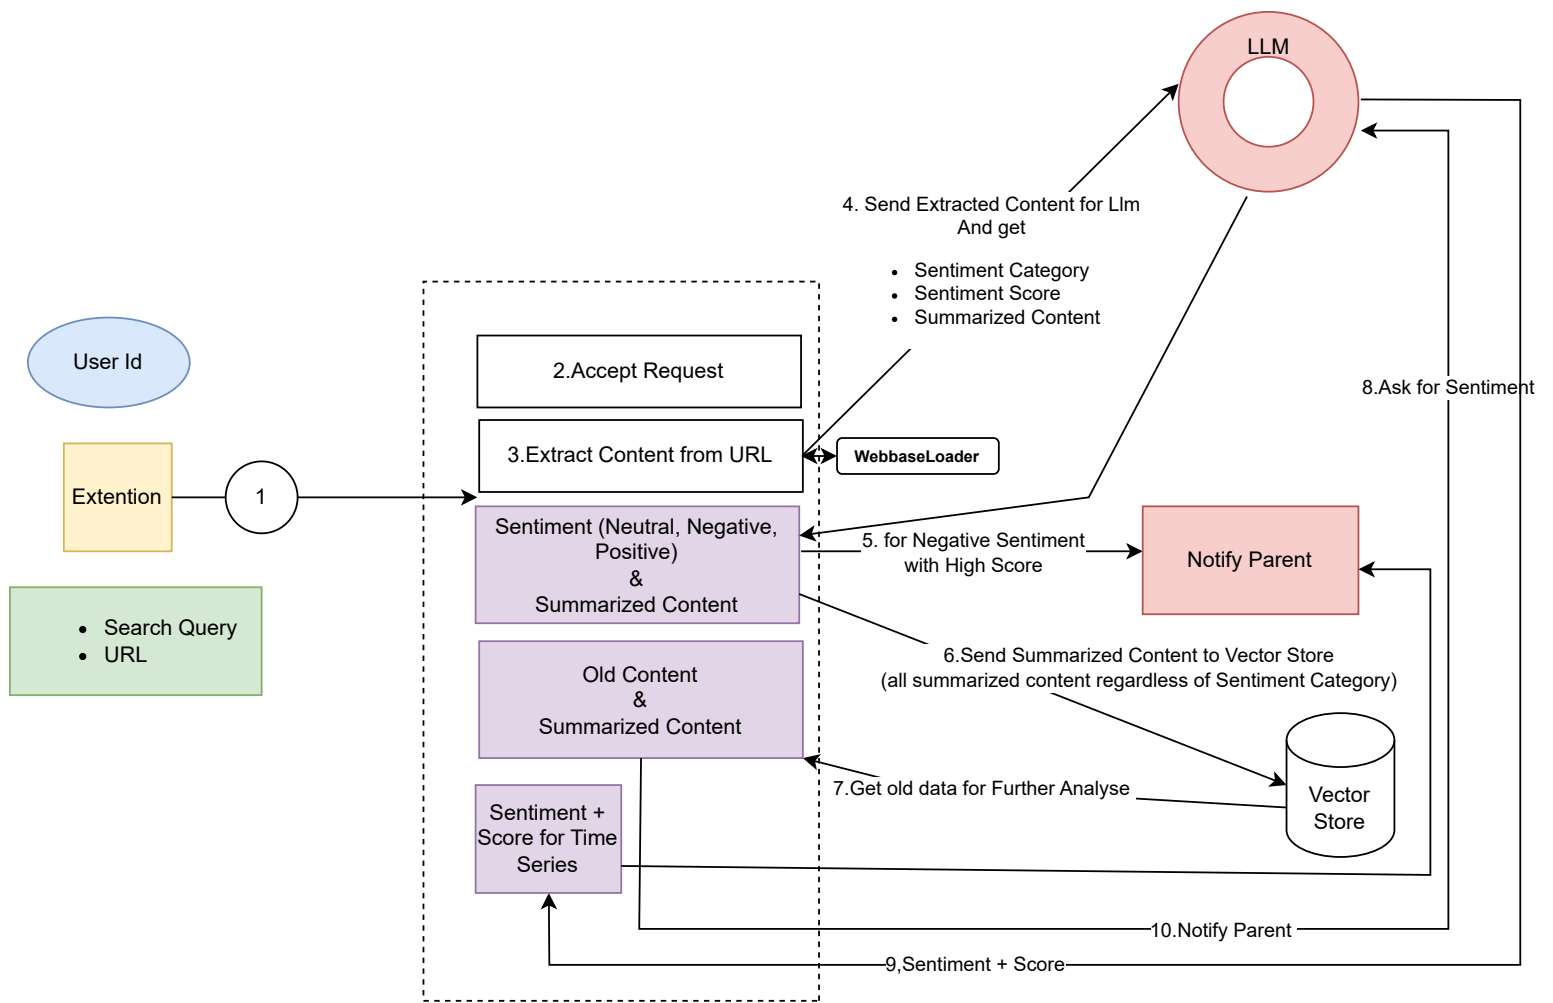 LLM
4. Send Extracted Content for Llm
And get
Sentiment Category
Sentiment Score
Summarized Content
User Id
2.Accept Request
8.Ask for Sentiment
3.Extract Content from URL
WebbaseLoader
Extention
1
Sentiment (Neutral, Negative,
Positive)
&
Summarized Content
5. for Negative Sentiment
with High Score
Notify Parent
Search Query
URL
6.Send Summarized Content to Vector Store
(all summarized content regardless of Sentiment Category)
Old Content
&
Summarized Content
7.Get old data for Further Analyse
Vector
Store
Sentiment +
Score for Time
Series
10.Notify Parent
9,Sentiment + Score